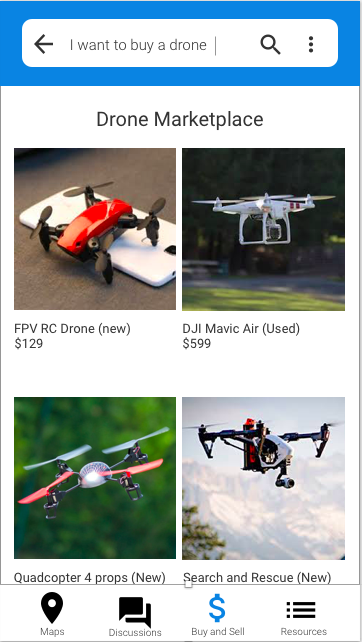 I want to buy a drone
Drone Marketplace
FPV RC Drone (new)
$129
DJI Mavic Air (Used)
$599
Quadcopter 4 props (New)
Search and Rescue (New)
Maps
Discussions
Buy and Sell
Resources